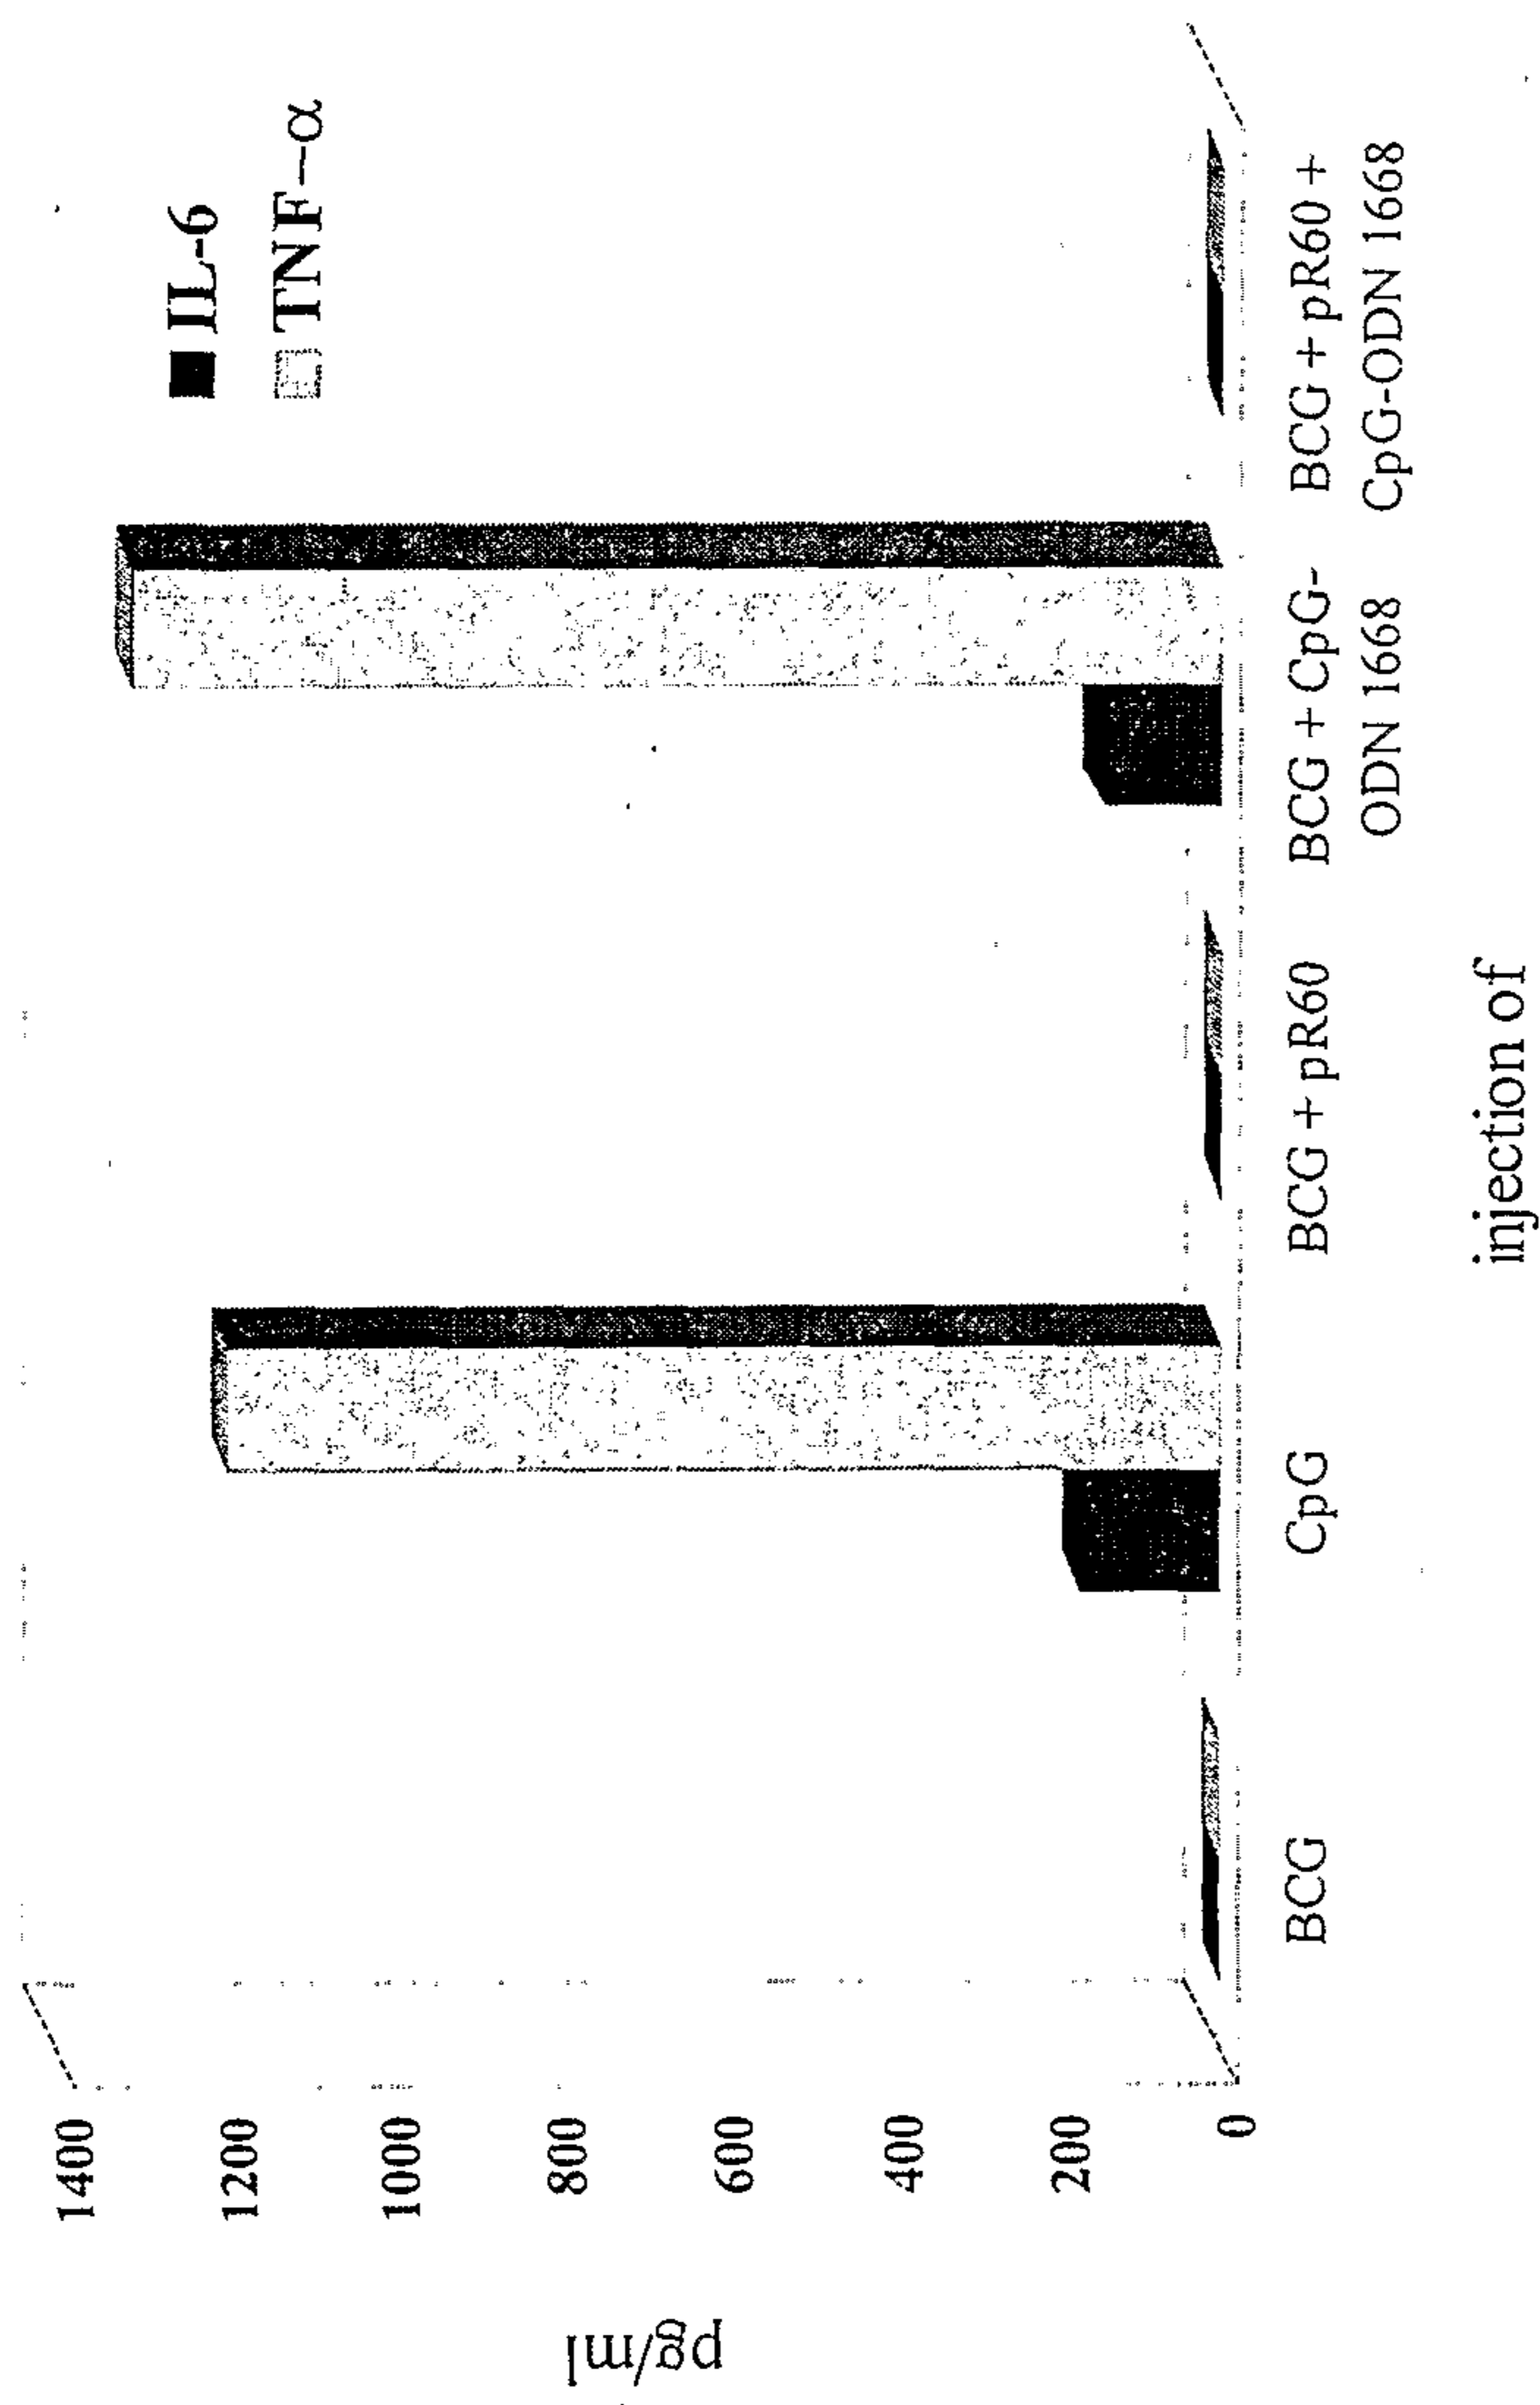 IL-6
TNF-α
1400
1200
1000
800
600
400
200
0
pg/ml
BCG
CpG
BCG + pR60
BCG + CpG-
ODN 1668
BCG + pR60 +
CpG-ODN 1668
injection of